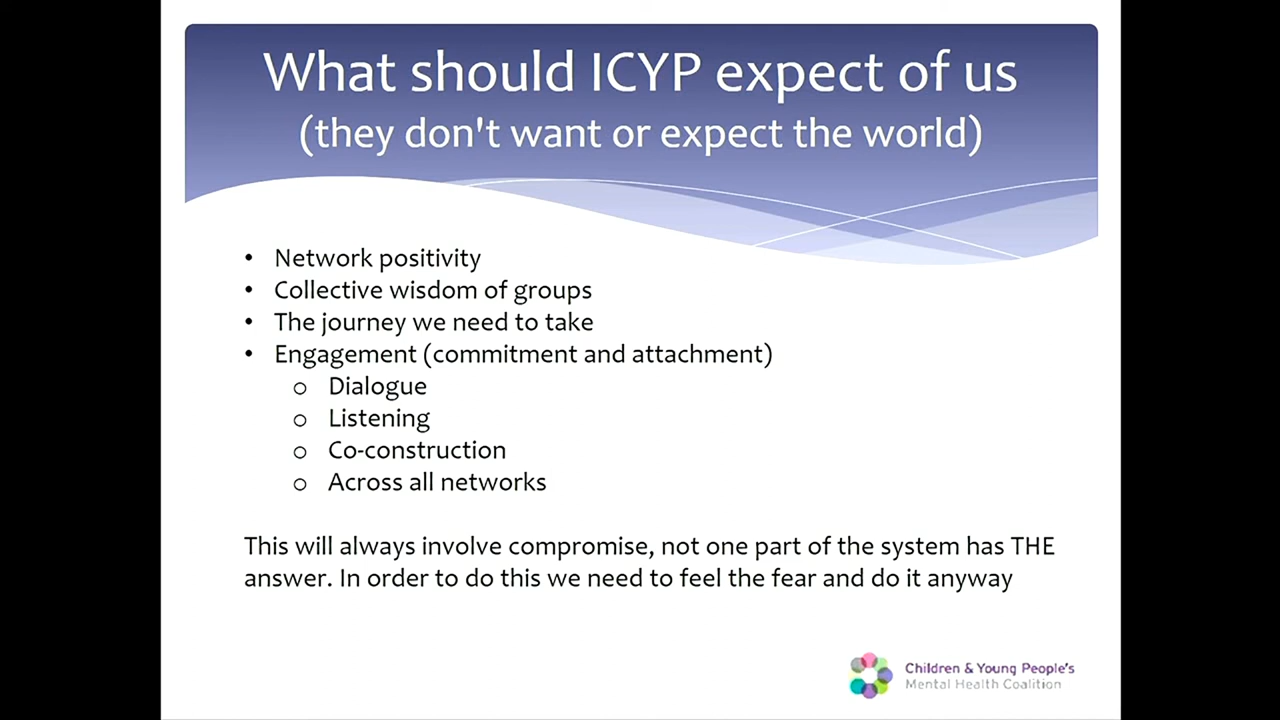 What should ICYP expect of us
(they don't want or expect the world)
• Network positivity
• Collective wisdom of groups
• The journey we need to take
• Engagement (commitment and attachment)
o Dialogue
o Listening
o Co-construction
o Across all networks
This will always involve compromise, not one part of the system has THE
answer. In order to do this we need to feel the fear and do it anyway
Children & Young People's
Mental Health Coalition